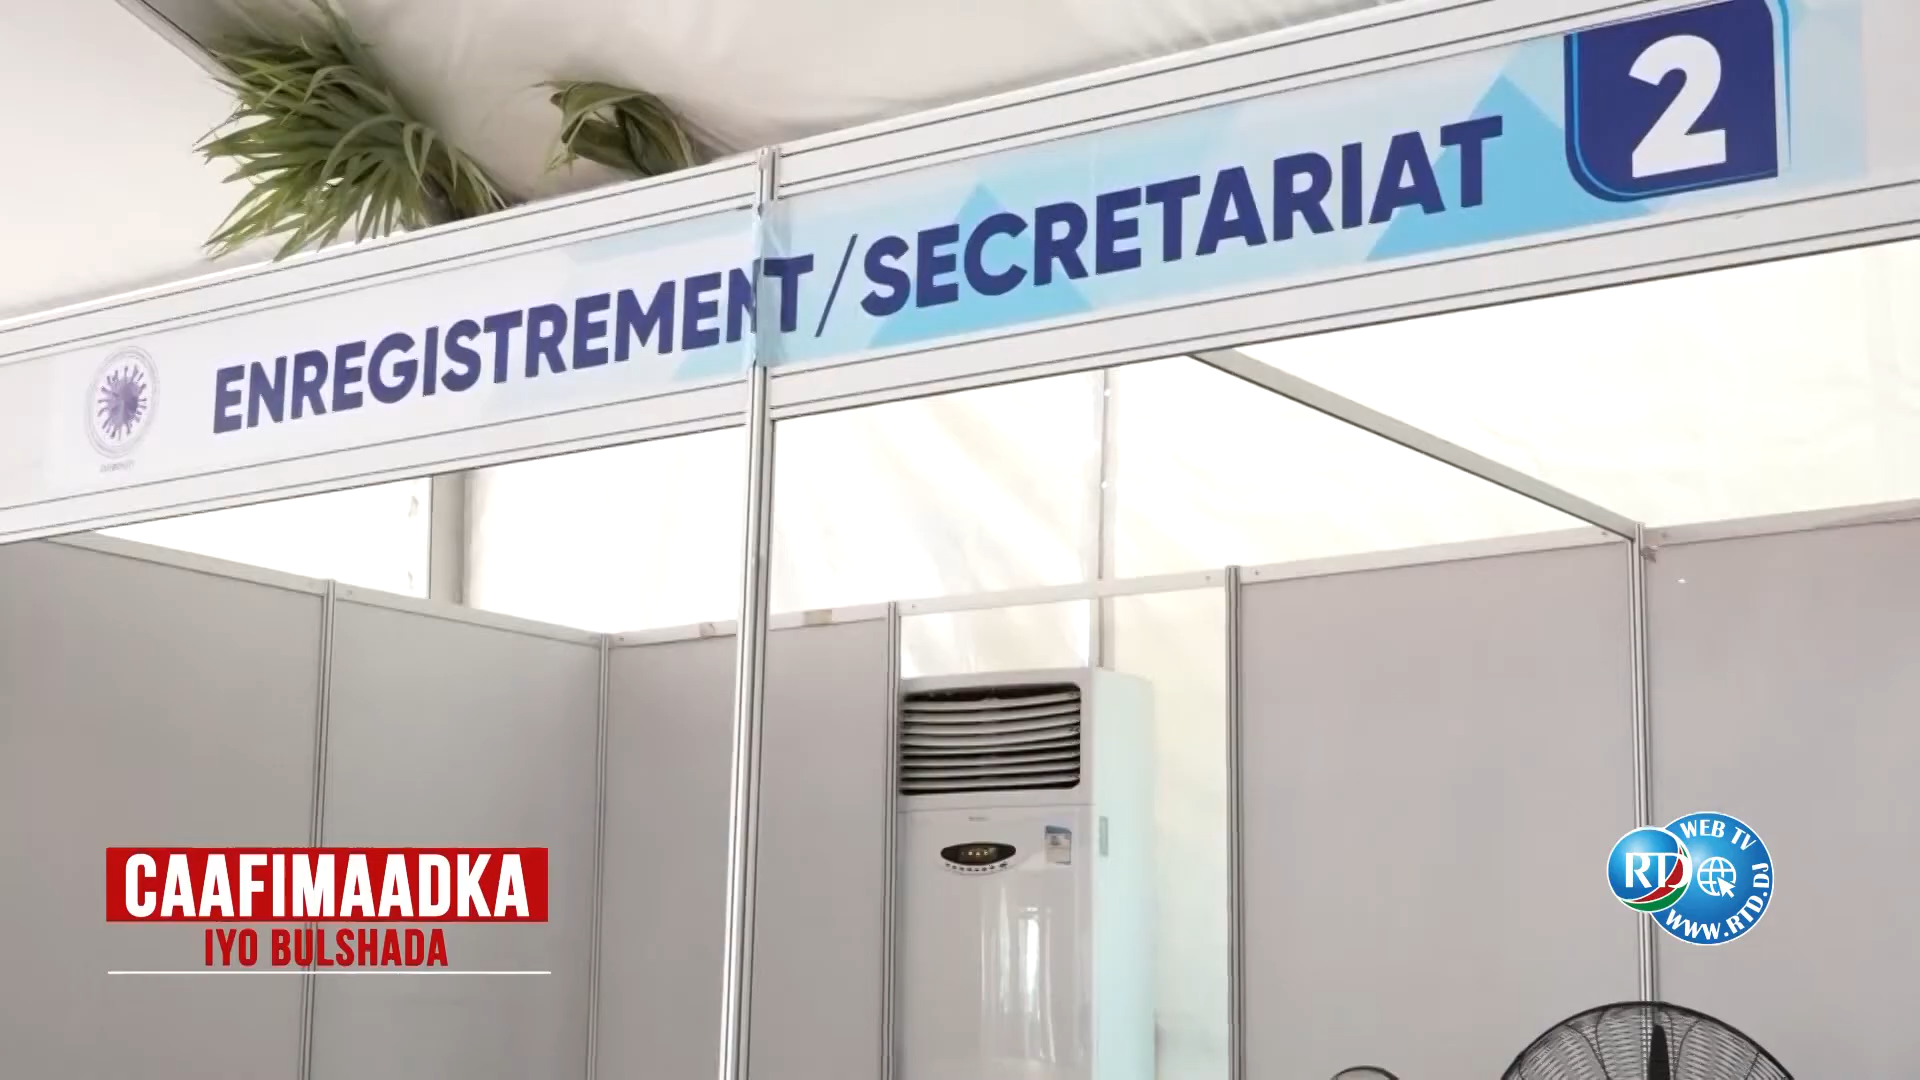 ENREGISTREMENT/SECRETARIAT 2
CAAFIMAADKA
IYO BULSHADA
WEB TV
RTD
WWW.RTD.DJ